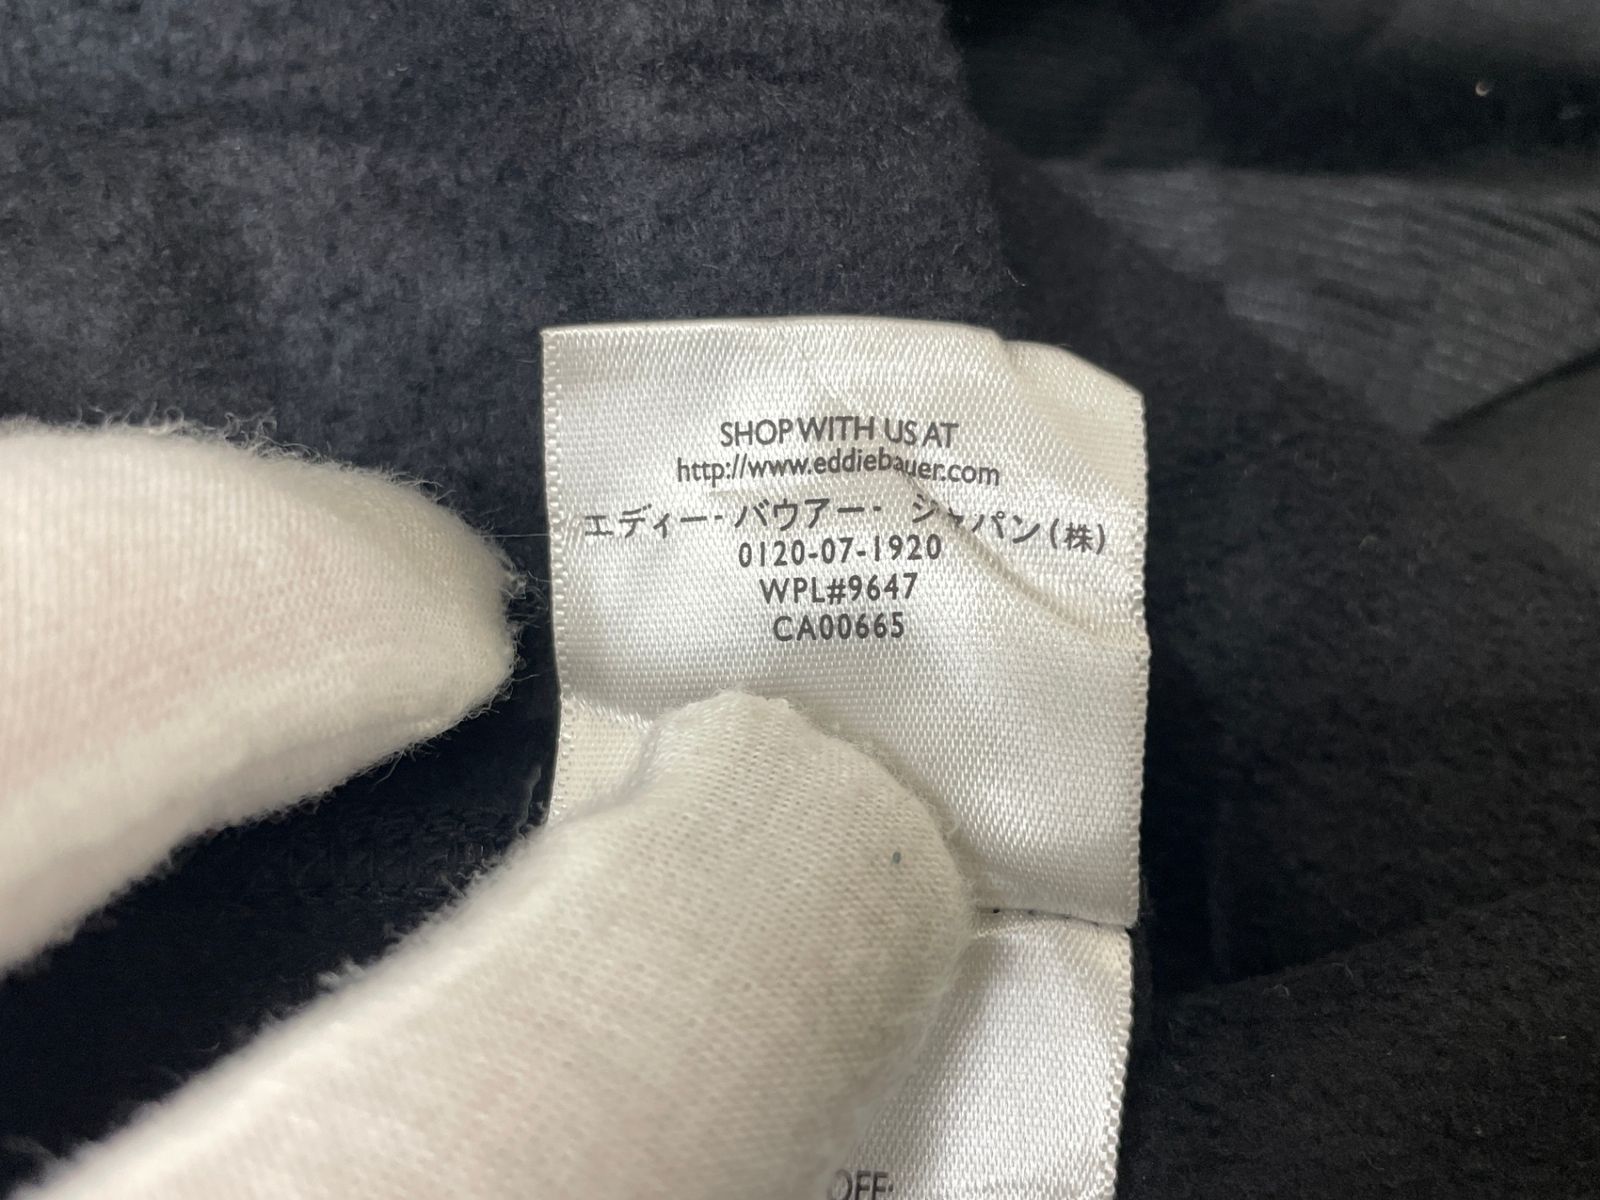 SHOP WITH US AT
http://www.eddiebauer.com
エディー・バウアー・ ジャパン(株)
0120-07-1920
WPL#9647
CA00665
OFF·